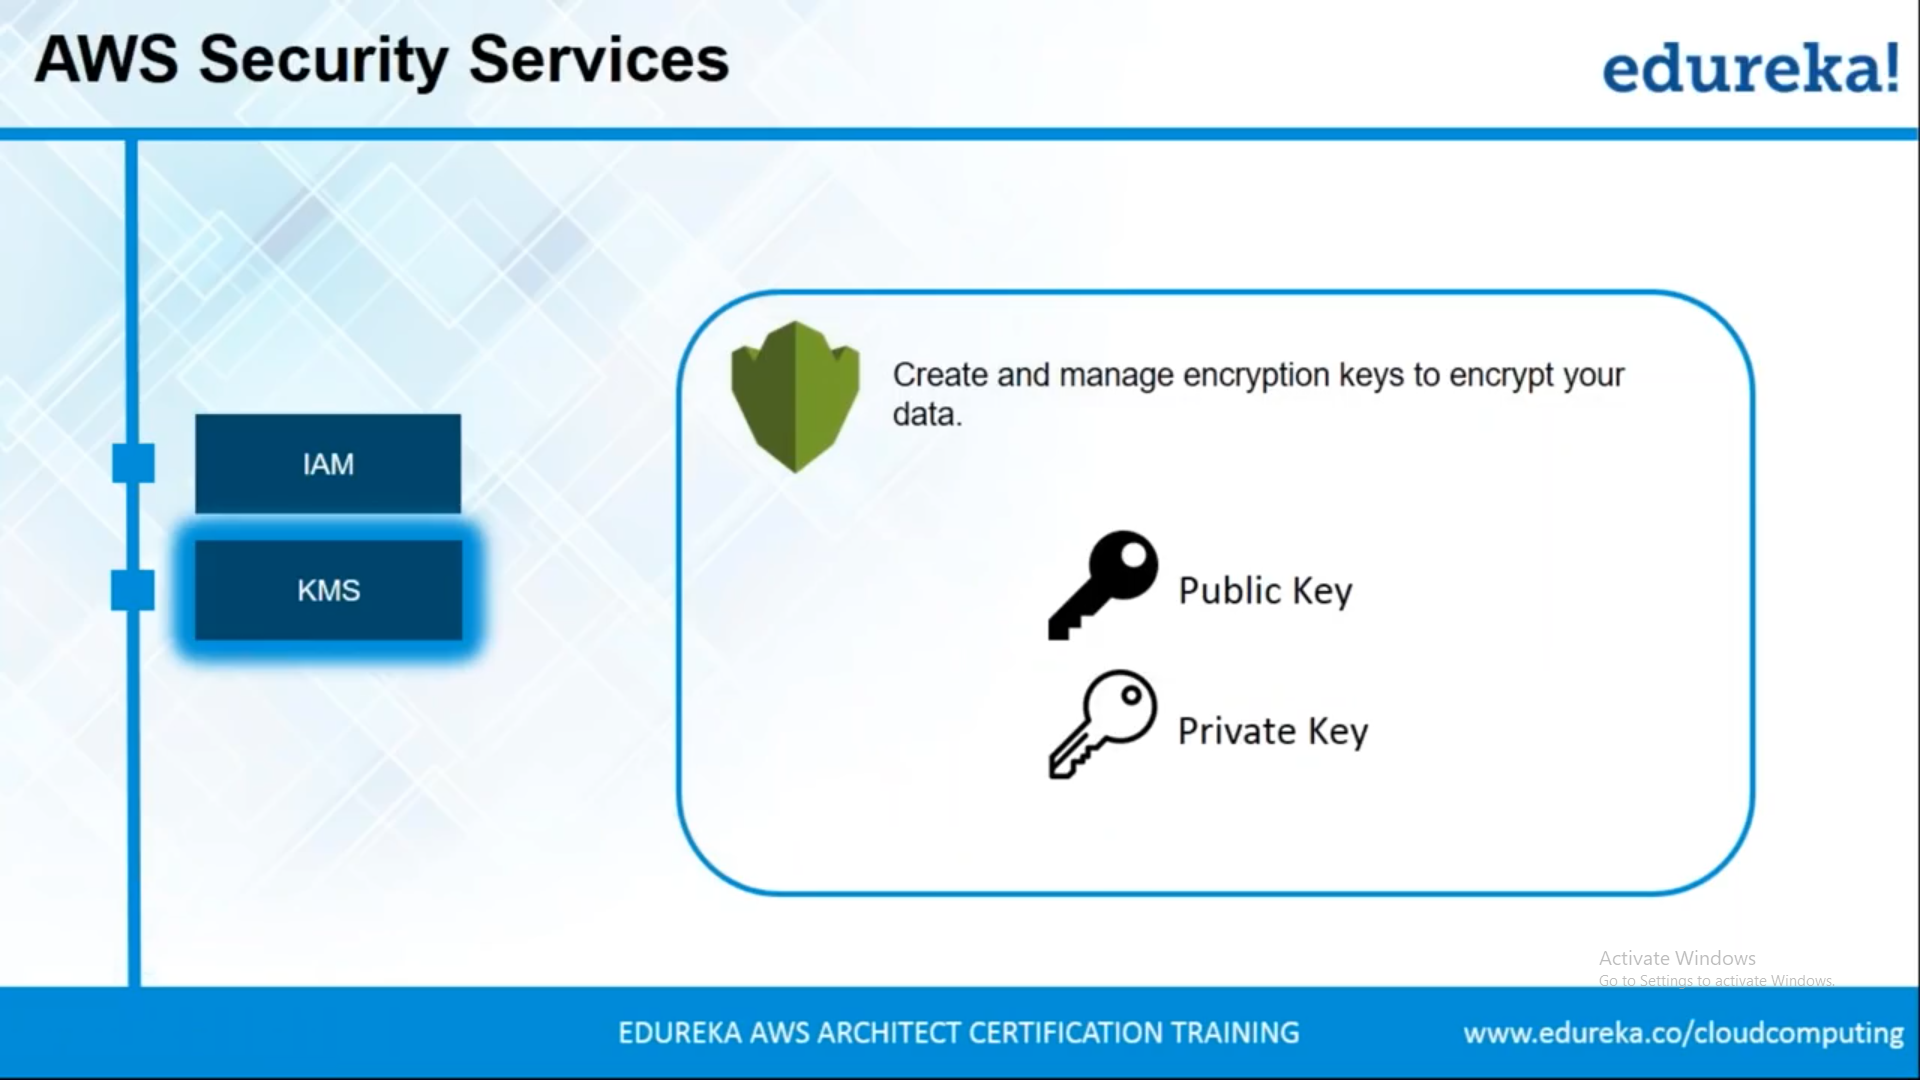 AWS Security Services
edureka!
IAM
KMS
Create and manage encryption keys to encrypt your
data.
Public Key
Private Key
Activate Windows
Go to Settings to activate Windows.
EDUREKA AWS ARCHITECT CERTIFICATION TRAINING
www.edureka.co/cloudcomputing